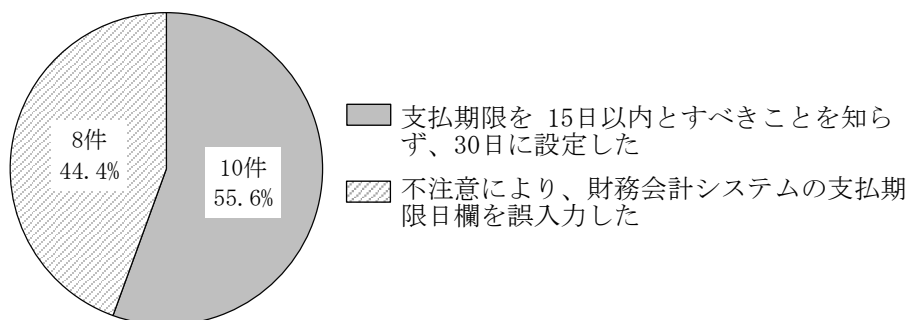 8件
44.4%
10件
55.6%
支払期限を 15日以内とすべきことを知ら
ず、30日に設定した
不注意により、財務会計システムの支払期
限日欄を誤入力した